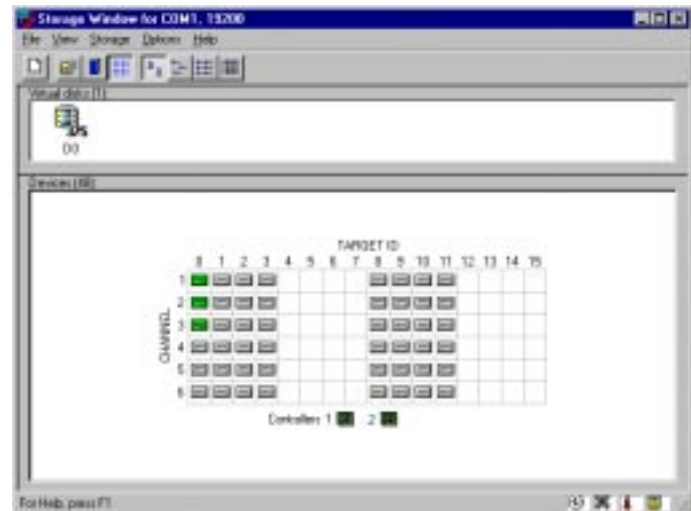 Storage Window for COM1, 19200
File View Storage Options Help
Virtual disks (1)
D0
Devices (48)
TARGET ID
0 1 2 3 4 5 6 7 8 9 10 11 12 13 14 15
CHANNEL
1
2
3
4
5
6
Controllers 1 2
For Help, press F1